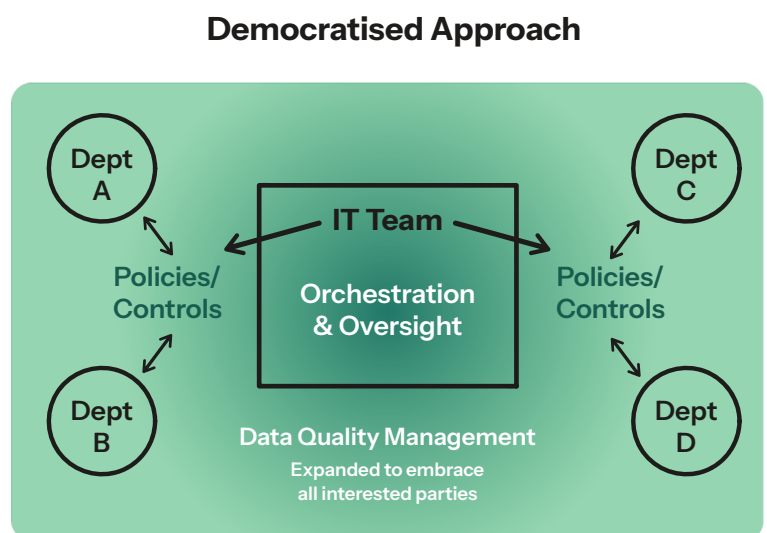 Democratised Approach
Dept
A
Dept
C
IT Team
Policies/
Controls
Orchestration
& Oversight
Policies/
Controls
Dept
B
Dept
D
Data Quality Management
Expanded to embrace
all interested parties